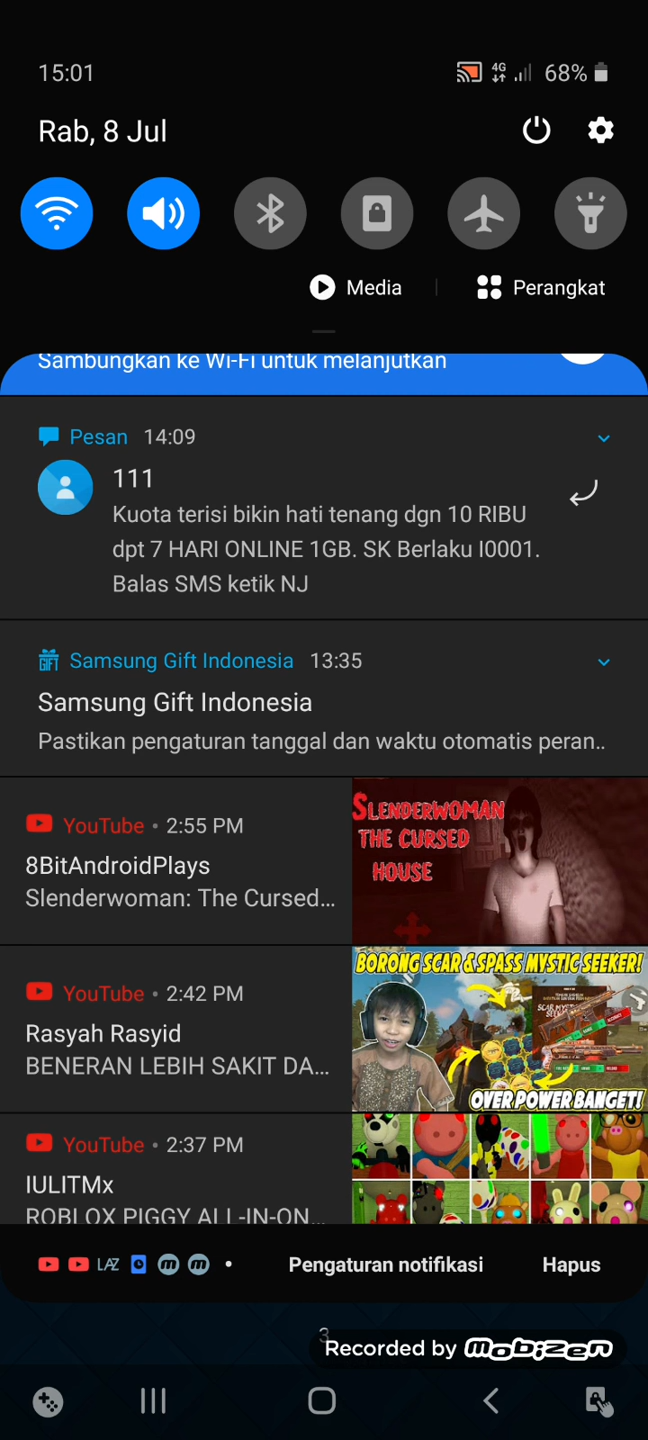 15:01
4G
68%
Rab, 8 Jul
Media
Perangkat
Sambungkan ke Wi-Fi untuk melanjutkan
Pesan 14:09
111
Kuota terisi bikin hati tenang dgn 10 RIBU
dpt 7 HARI ONLINE 1GB. SK Berlaku I0001.
Balas SMS ketik NJ
GIFT Samsung Gift Indonesia 13:35
Samsung Gift Indonesia
Pastikan pengaturan tanggal dan waktu otomatis peran..
YouTube • 2:55 PM
8BitAndroidPlays
Slenderwoman: The Cursed...
SLENDERWOMAN
THE CURSED
HOUSE
YouTube • 2:42 PM
Rasyah Rasyid
BENERAN LEBIH SAKIT DA...
BORONG SCAR & SPASS MYSTIC SEEKER!
OVER POWER BANGET!
YouTube • 2:37 PM
IULITMx
ROBLOX PIGGY ALL-IN-ON...
LAZ
Pengaturan notifikasi
Hapus
3
Recorded by mobizen